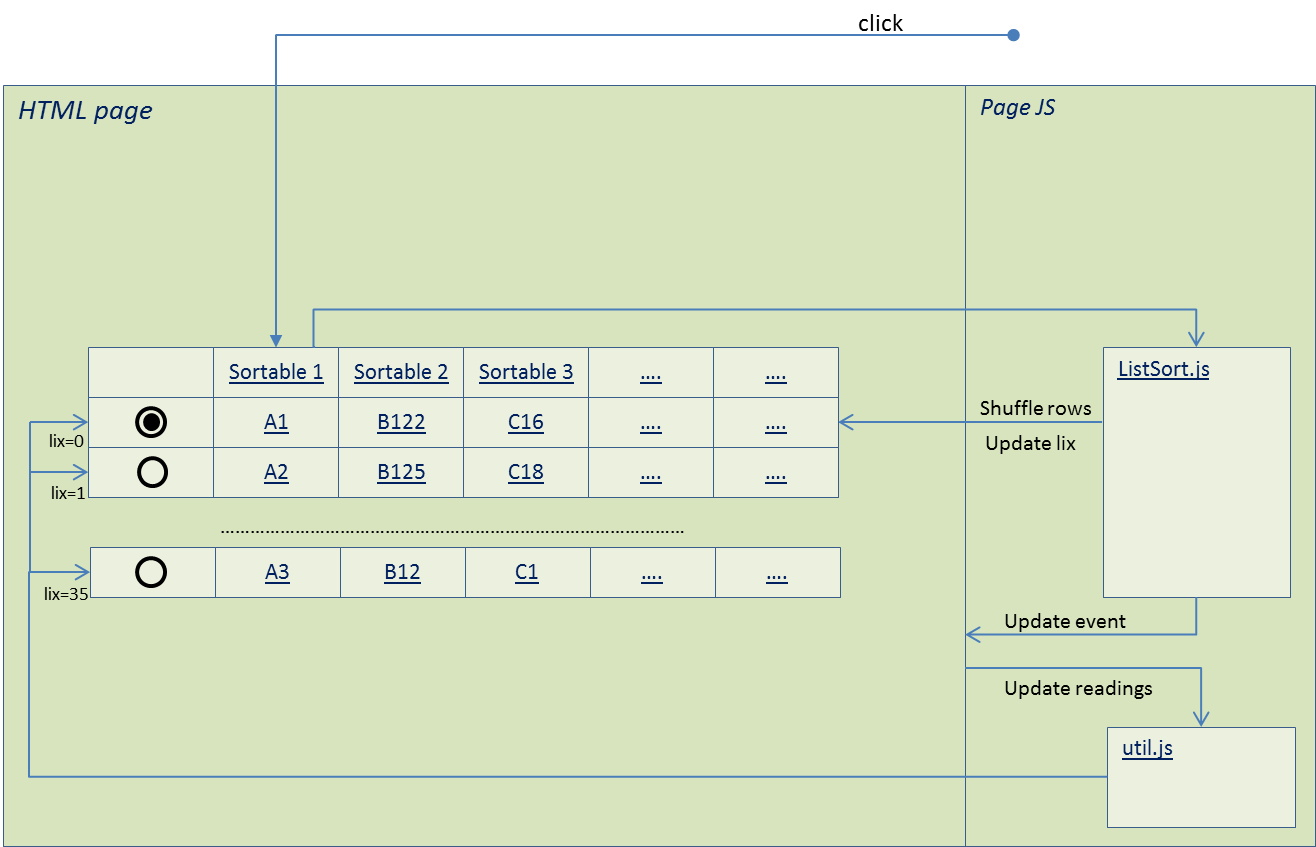 click
HTML page
Page JS
Sortable 1 Sortable 2 Sortable 3 .... ....
ListSort.js
A1 B122 C16 .... ....
lix=0
Shuffle rows
Update lix
A2 B125 C18 .... ....
lix=1
................................................................................
A3 B12 C1 .... ....
lix=35
Update event
Update readings
util.js